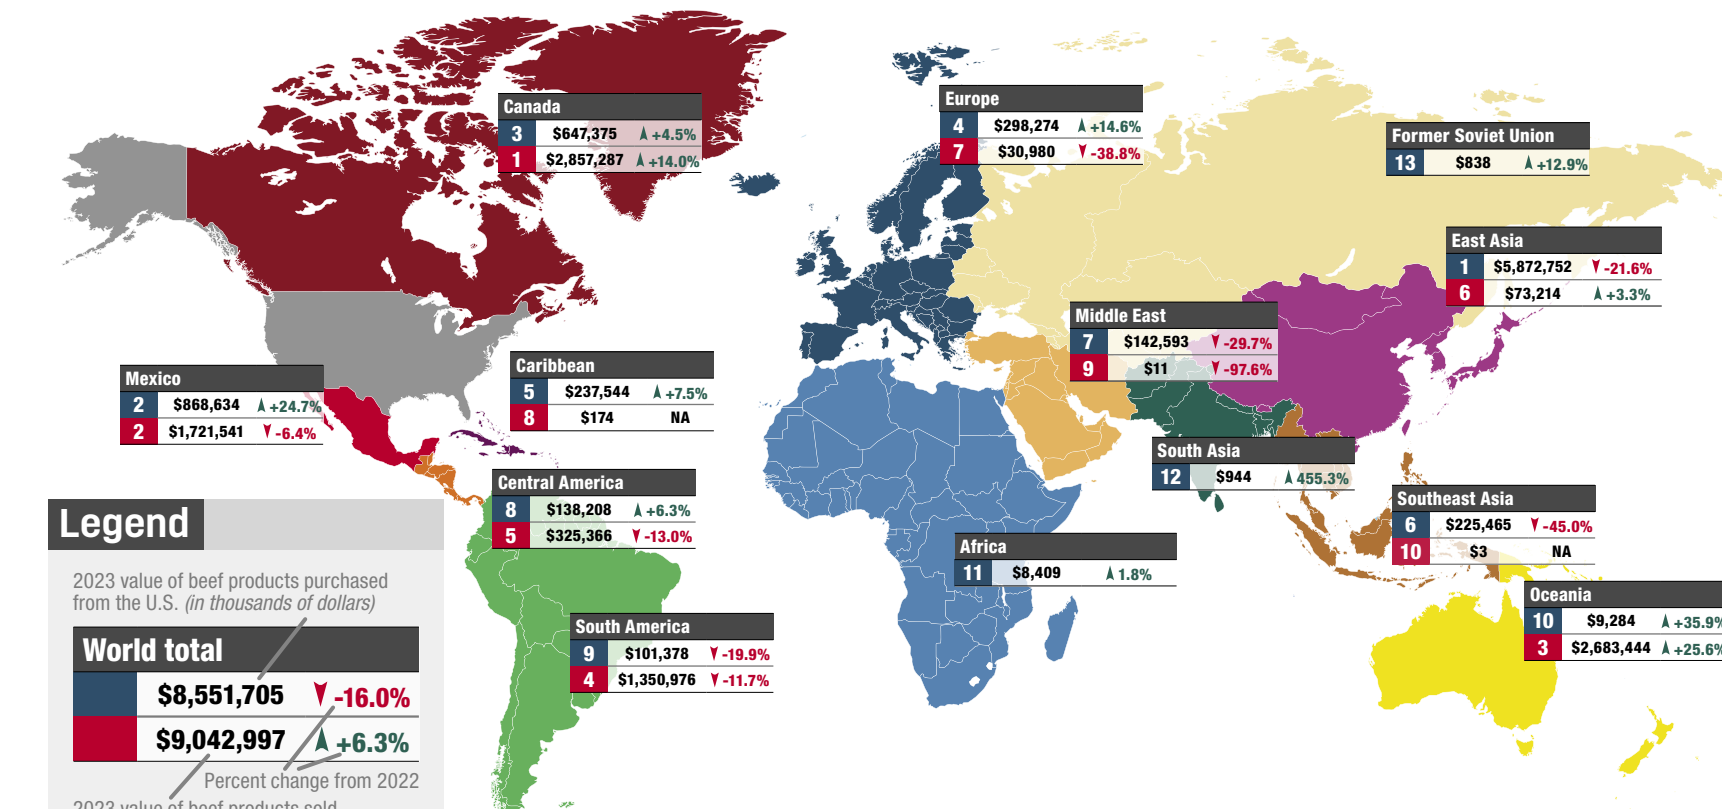 Canada
3 $647,375 +4.5%
1 $2,857,287 +14.0%
Europe
4 $298,274 +14.6%
7 $30,980 -38.8%
Former Soviet Union
13 $838 +12.9%
East Asia
1 $5,872,752 -21.6%
6 $73,214 +3.3%
Middle East
7 $142,593 -29.7%
9 $11 -97.6%
Mexico
2 $868,634 +24.7%
2 $1,721,541 -6.4%
Caribbean
5 $237,544 +7.5%
8 $174 NA
South Asia
12 $944 455.3%
Central America
8 $138,208 +6.3%
5 $325,366 -13.0%
Southeast Asia
6 $225,465 -45.0%
10 $3 NA
Africa
11 $8,409 1.8%
Oceania
10 $9,284 +35.9%
3 $2,683,444 +25.6%
South America
9 $101,378 -19.9%
4 $1,350,976 -11.7%
Legend
2023 value of beef products purchased
from the U.S. (in thousands of dollars)
World total
$8,551,705 -16.0%
$9,042,997 +6.3%
Percent change from 2022
2023 value of beef products sold